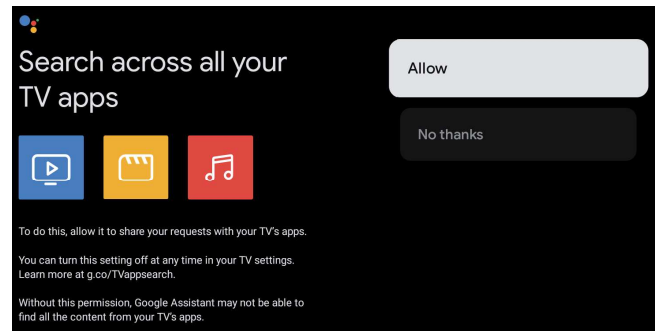 Search across all your
TV apps
To do this, allow it to share your requests with your TV's apps.
You can turn this setting off at any time in your TV settings.
Learn more at g.co/TVappsearch.
Without this permission, Google Assistant may not be able to
find all the content from your TV's apps.
Allow
No thanks